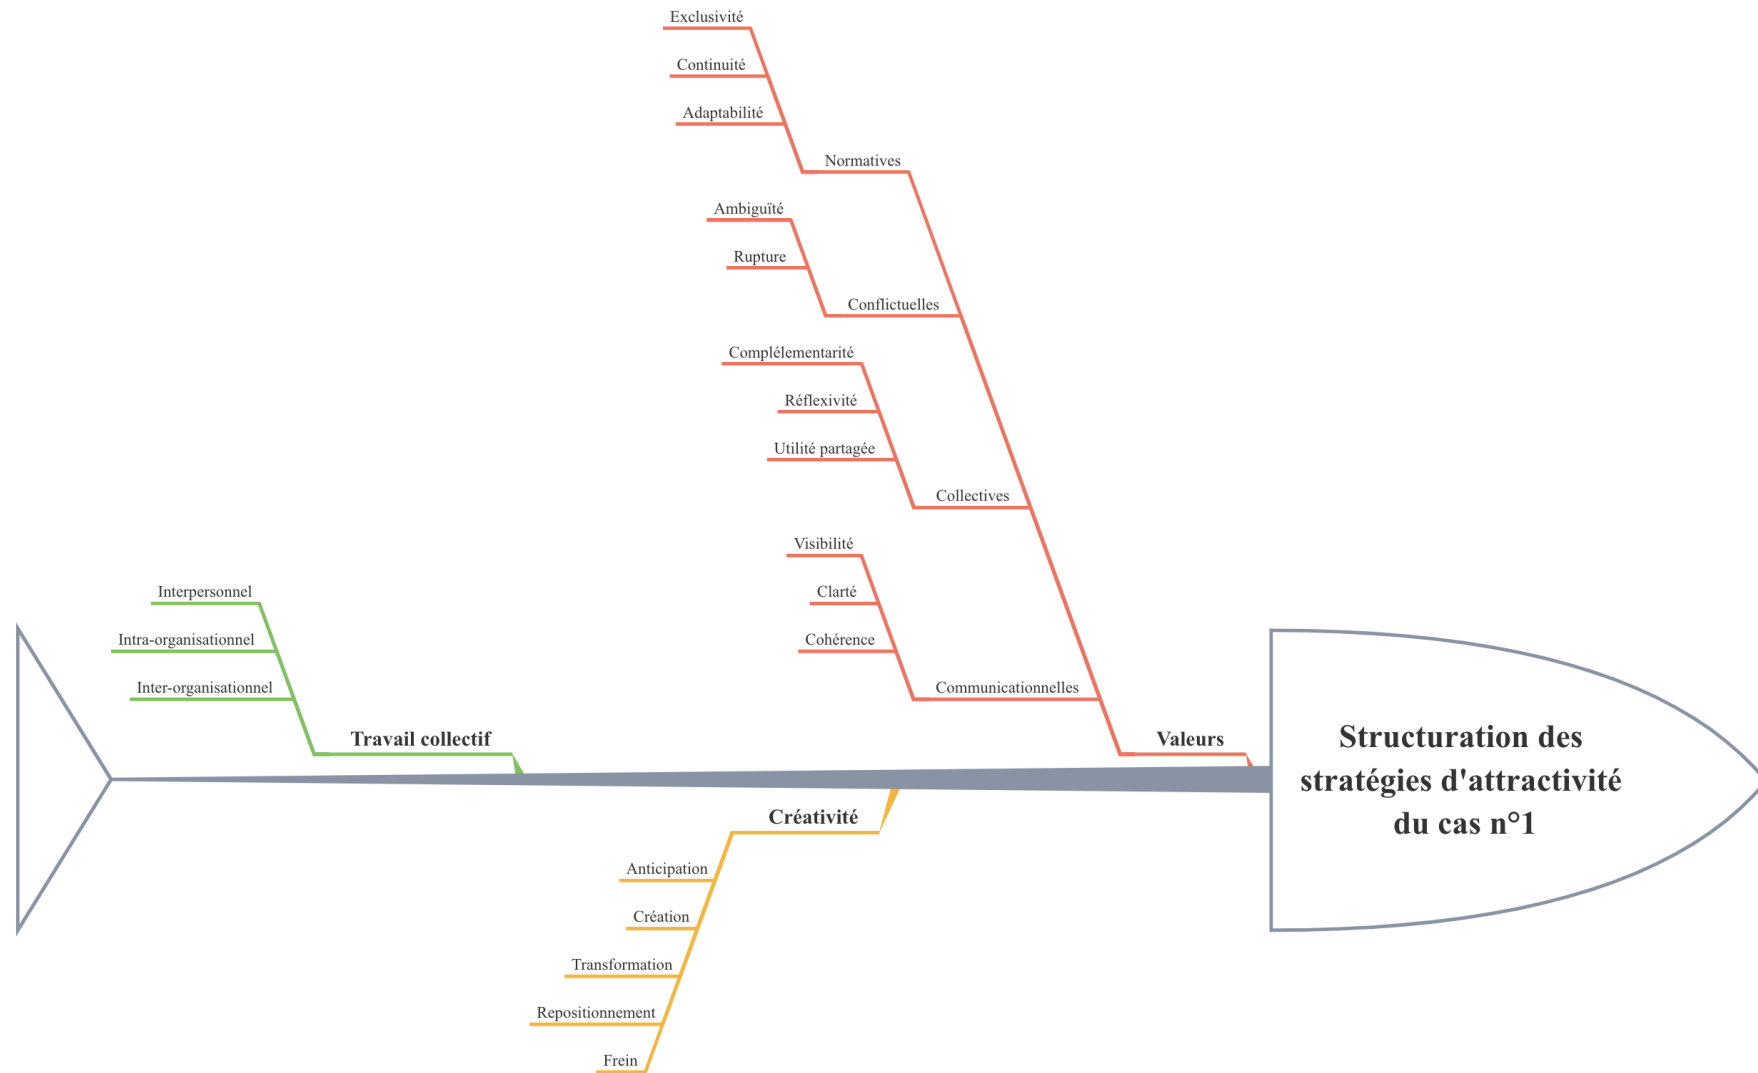 Exclusivité
Continuité
Adaptabilité
Normatives
Ambiguïté
Rupture
Conflictuelles
Complélementarité
Réflexivité
Utilité partagée
Collectives
Visibilité
Clarté
Cohérence
Communicationnelles
Valeurs
Interpersonnel
Intra-organisationnel
Inter-organisationnel
Travail collectif
Structuration des
stratégies d'attractivité
du cas n°1
Créativité
Anticipation
Création
Transformation
Repositionnement
Frein